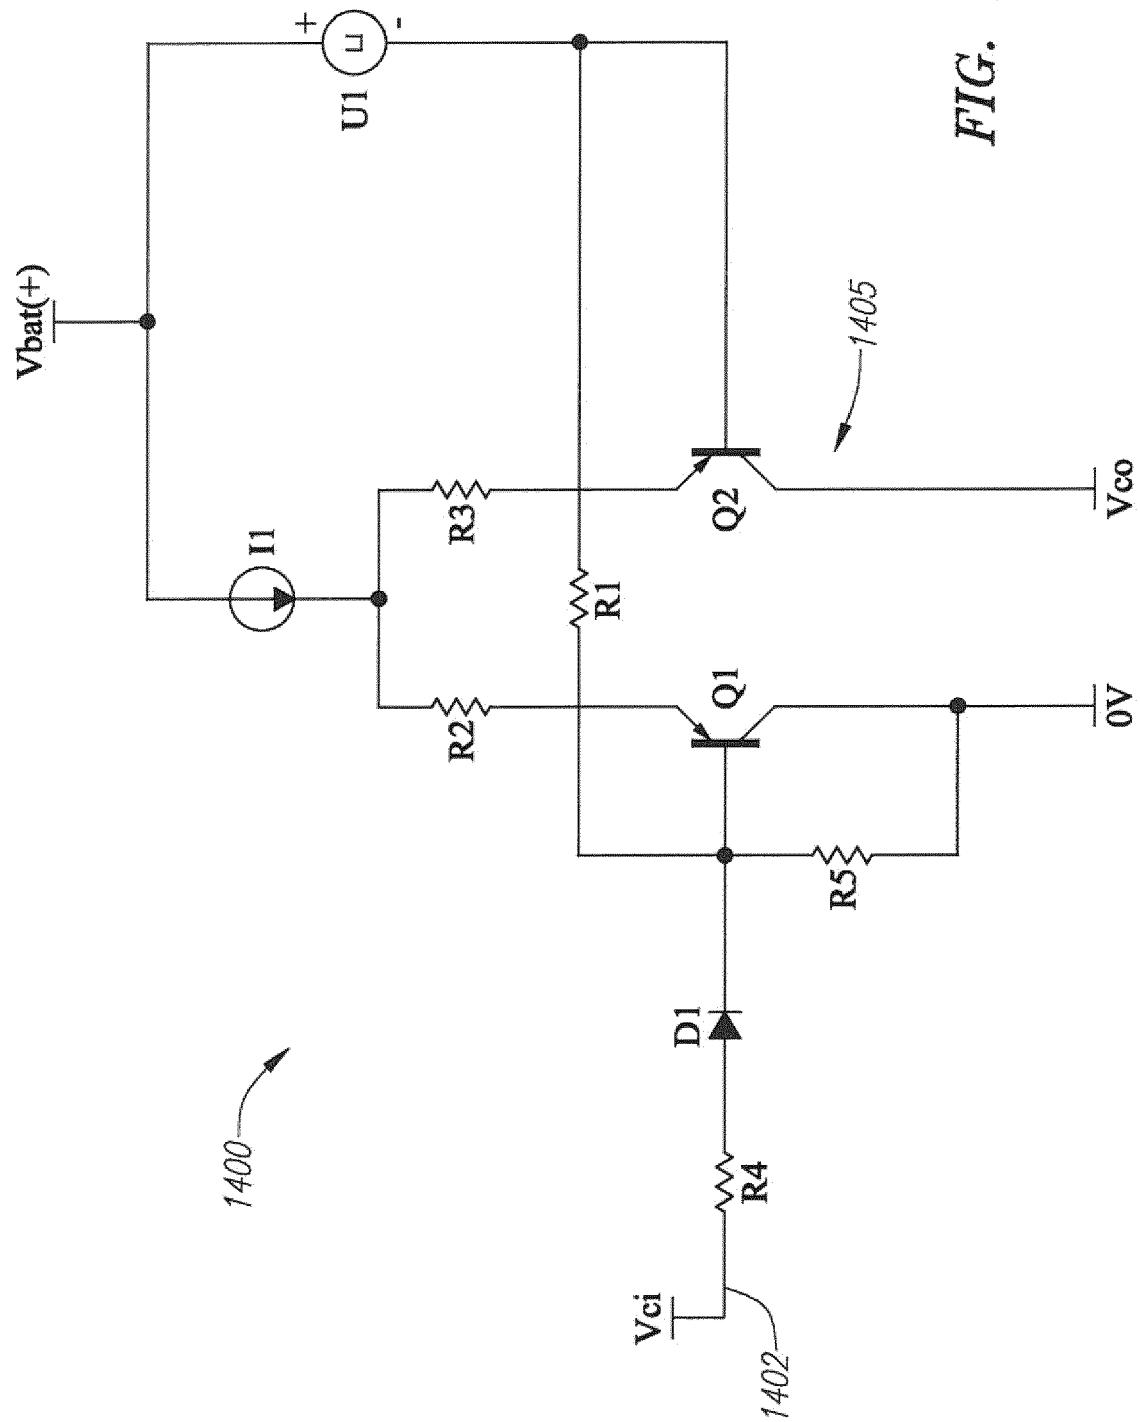 Vbat(+)
+
U1
-
I1
R3
R2
R1
Q2
Q1
1405
Vco
0V
R5
D1
R4
Vci
1400
1402
FIG.